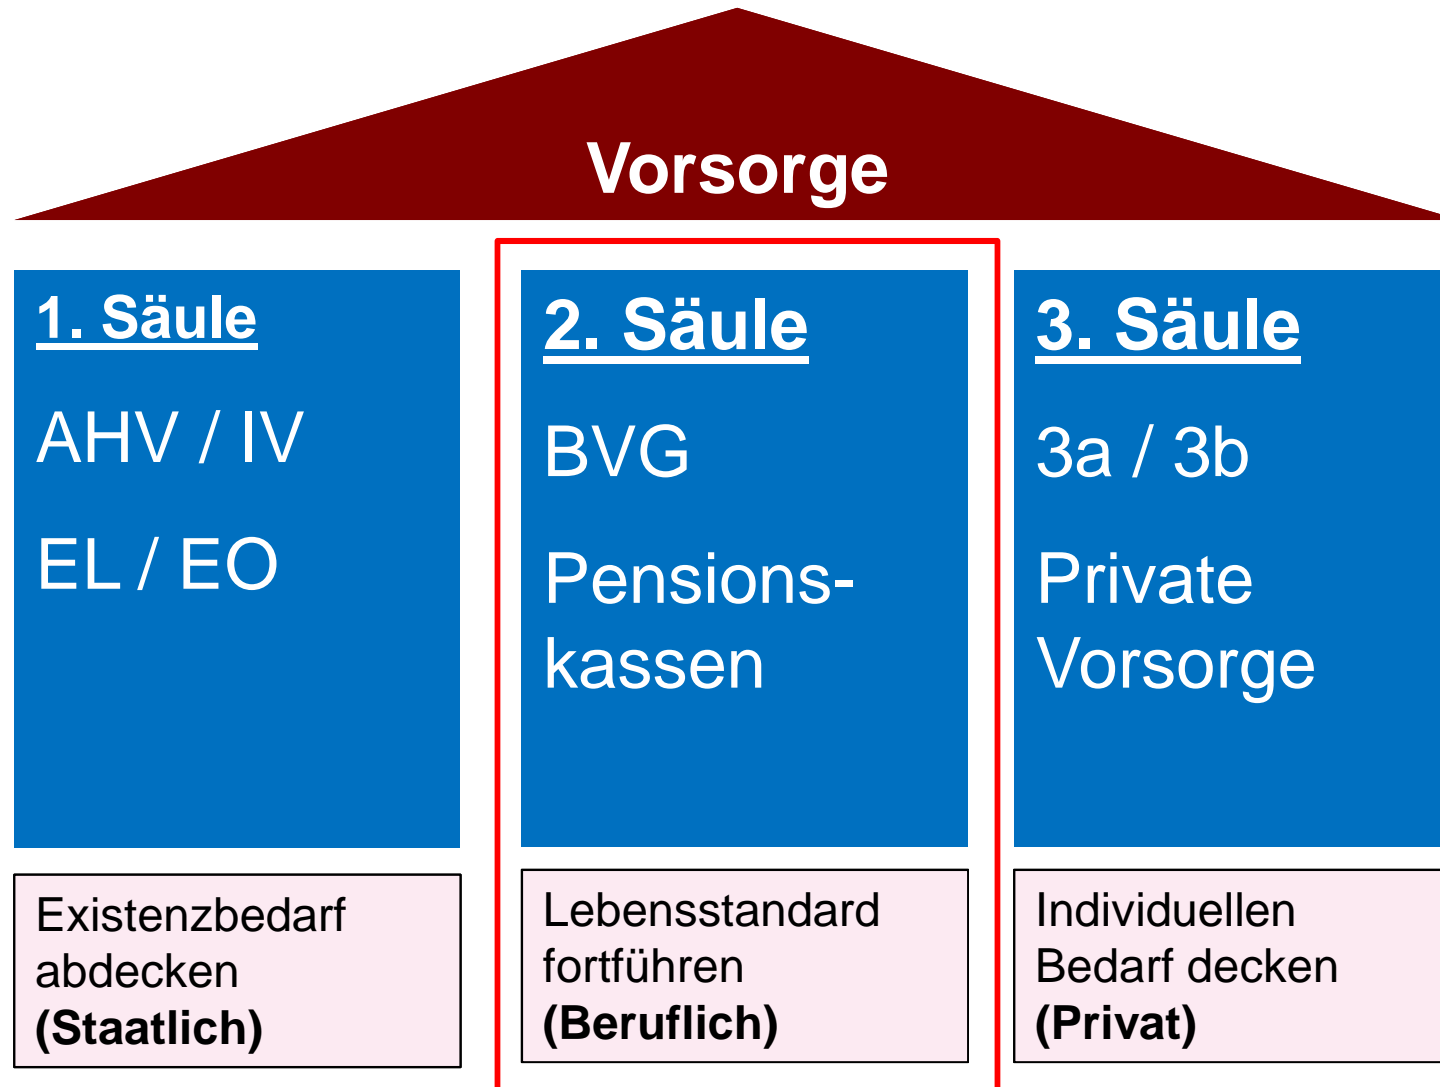 Vorsorge
1. Säule
AHV / IV
EL / EO
2. Säule
BVG
Pensions-
kassen
3. Säule
3a / 3b
Private
Vorsorge
Existenzbedarf
abdecken
(Staatlich)
Lebensstandard
fortführen
(Beruflich)
Individuellen
Bedarf decken
(Privat)